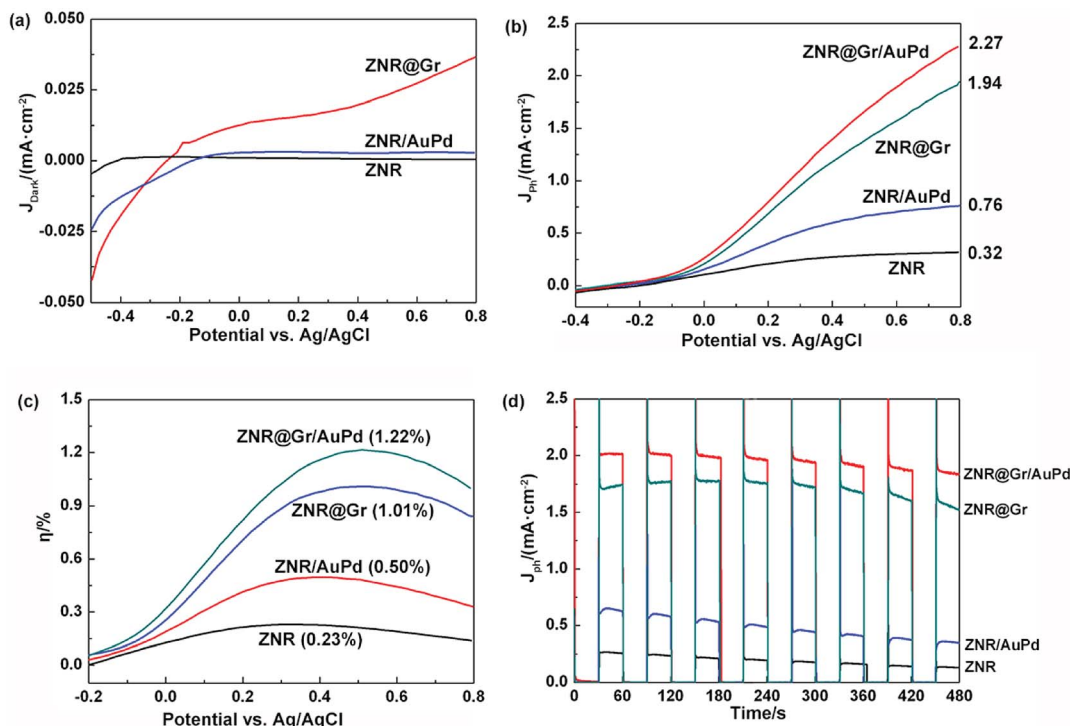 (a)
0.050
0.025
0.000
-0.025
-0.050
J_Dark/(mA·cm⁻²)
ZNR@Gr
ZNR/AuPd
ZNR
-0.4 -0.2 0.0 0.2 0.4 0.6 0.8
Potential vs. Ag/AgCl
(b)
2.5
2.0
1.5
1.0
0.5
0.0
J_Ph/(mA·cm⁻²)
ZNR@Gr/AuPd
ZNR@Gr
ZNR/AuPd
ZNR
2.27
1.94
0.76
0.32
-0.4 -0.2 0.0 0.2 0.4 0.6 0.8
Potential vs. Ag/AgCl
(c)
1.5
1.2
0.9
0.6
0.3
0.0
η/%
ZNR@Gr/AuPd (1.22%)
ZNR@Gr (1.01%)
ZNR/AuPd (0.50%)
ZNR (0.23%)
-0.2 0.0 0.2 0.4 0.6 0.8
Potential vs. Ag/AgCl
(d)
2.5
2.0
1.5
1.0
0.5
0.0
J_ph/(mA·cm⁻²)
ZNR@Gr/AuPd
ZNR@Gr
ZNR/AuPd
ZNR
0 60 120 180 240 300 360 420 480
Time/s